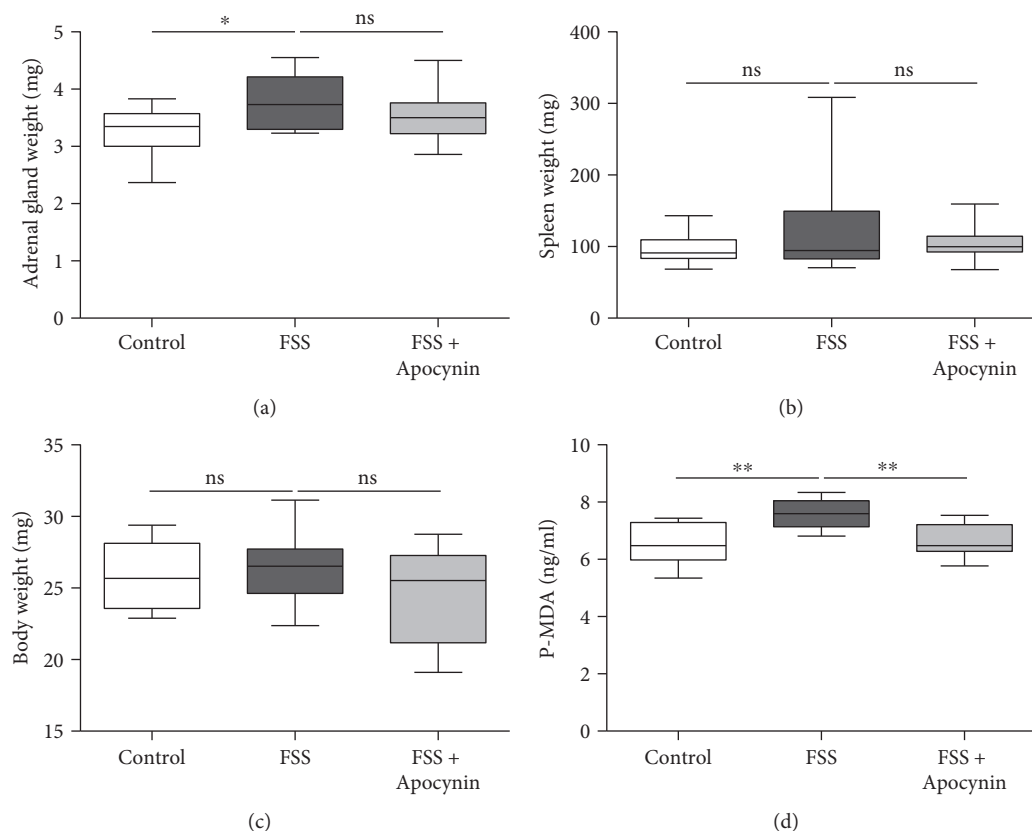 *
ns
5
4
3
2
1
0
Adrenal gland weight (mg)
Control
FSS
FSS +
Apocynin
(a)
ns
ns
400
300
200
100
0
Spleen weight (mg)
Control
FSS
FSS +
Apocynin
(b)
ns
ns
35
30
25
20
15
Body weight (mg)
Control
FSS
FSS +
Apocynin
(c)
**
**
10
8
6
4
2
0
P-MDA (ng/ml)
Control
FSS
FSS +
Apocynin
(d)